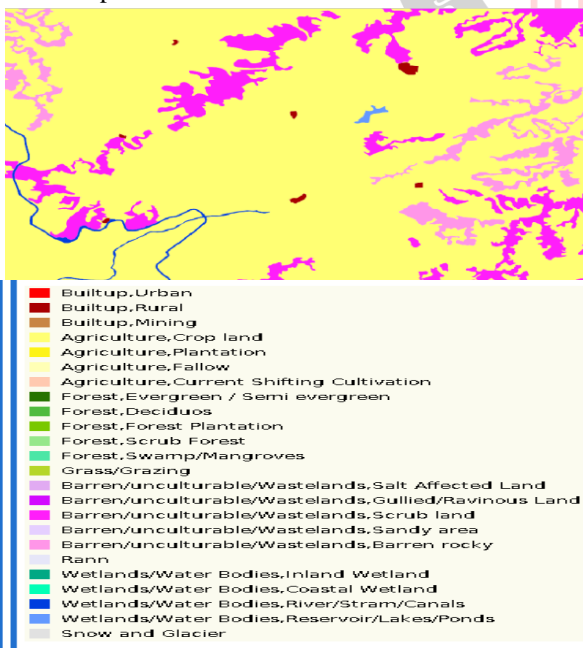 Builtup,Urban
Builtup,Rural
Builtup,Mining
Agriculture,Crop land
Agriculture,Plantation
Agriculture,Fallow
Agriculture,Current Shifting Cultivation
Forest,Evergreen / Semi evergreen
Forest,Deciduos
Forest,Forest Plantation
Forest,Scrub Forest
Forest,Swamp/Mangroves
Grass/Grazing
Barren/unculturable/Wastelands,Salt Affected Land
Barren/unculturable/Wastelands,Gullied/Ravinous Land
Barren/unculturable/Wastelands,Scrub land
Barren/unculturable/Wastelands,Sandy area
Barren/unculturable/Wastelands,Barren rocky
Rann
Wetlands/Water Bodies,Inland Wetland
Wetlands/Water Bodies,Coastal Wetland
Wetlands/Water Bodies,River/Stram/Canals
Wetlands/Water Bodies,Reservoir/Lakes/Ponds
Snow and Glacier